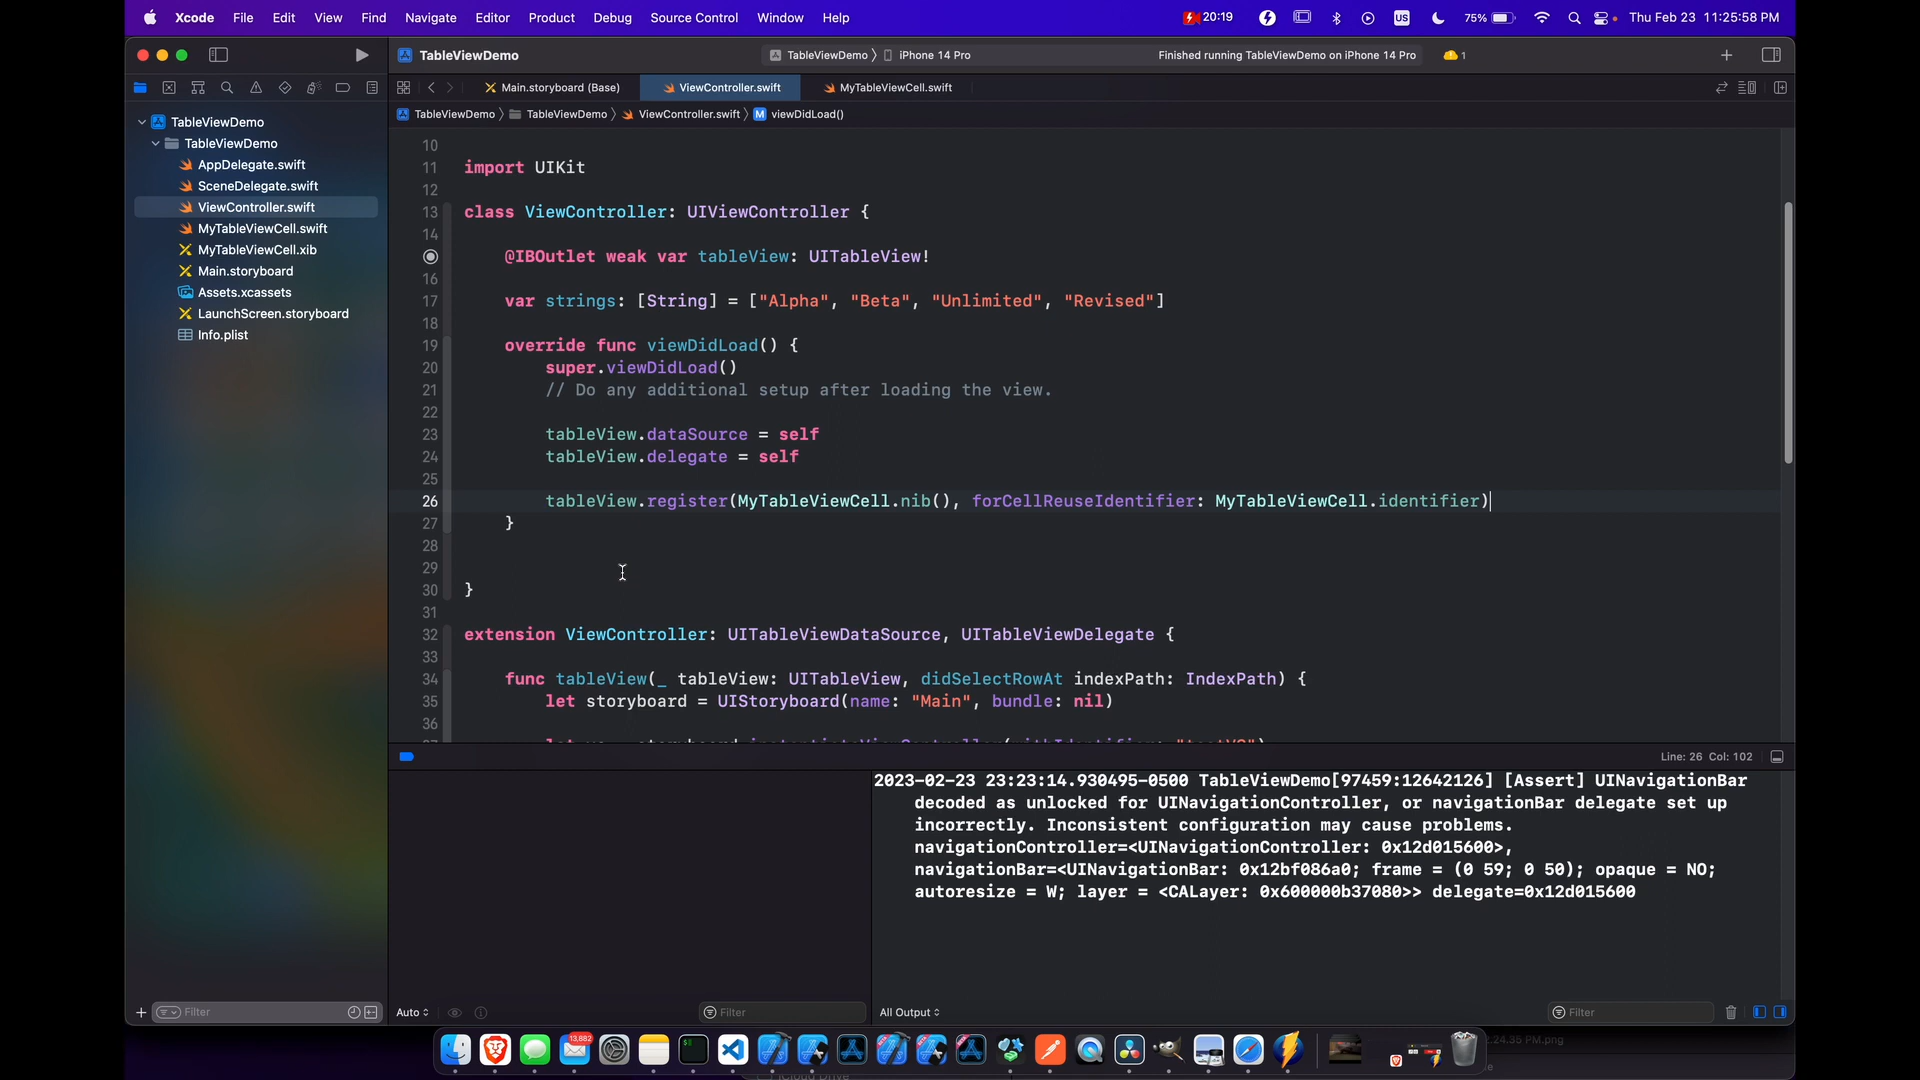 Xcode File Edit View Find Navigate Editor Product Debug Source Control Window Help 20:19 US 75% Thu Feb 23 11:25:58 PM
TableViewDemo TableViewDemo iPhone 14 Pro Finished running TableViewDemo on iPhone 14 Pro 1
Main.storyboard (Base) ViewController.swift MyTableViewCell.swift
TableViewDemo TableViewDemo ViewController.swift M viewDidLoad()
TableViewDemo
TableViewDemo
AppDelegate.swift
SceneDelegate.swift
ViewController.swift
MyTableViewCell.swift
MyTableViewCell.xib
Main.storyboard
Assets.xcassets
LaunchScreen.storyboard
Info.plist
10
11 import UIKit
12
13 class ViewController: UIViewController {
14
@IBOutlet weak var tableView: UITableView!
16
17 var strings: [String] = ["Alpha", "Beta", "Unlimited", "Revised"]
18
19 override func viewDidLoad() {
20 super.viewDidLoad()
21 // Do any additional setup after loading the view.
22
23 tableView.dataSource = self
24 tableView.delegate = self
25
26 tableView.register(MyTableViewCell.nib(), forCellReuseIdentifier: MyTableViewCell.identifier)
27 }
28
29
30 }
31
32 extension ViewController: UITableViewDataSource, UITableViewDelegate {
33
34 func tableView(_ tableView: UITableView, didSelectRowAt indexPath: IndexPath) {
35 let storyboard = UIStoryboard(name: "Main", bundle: nil)
36
Line: 26 Col: 102
2023-02-23 23:23:14.930495-0500 TableViewDemo[97459:12642126] [Assert] UINavigationBar
decoded as unlocked for UINavigationController, or navigationBar delegate set up
incorrectly. Inconsistent configuration may cause problems.
navigationController=<UINavigationController: 0x12d015600>,
navigationBar=<UINavigationBar: 0x12bf086a0; frame = (0 59; 0 50); opaque = NO;
autoresize = W; layer = <CALayer: 0x600000b37080>> delegate=0x12d015600
Filter Auto Filter All Output Filter
13,882
2.24.35 PM.png